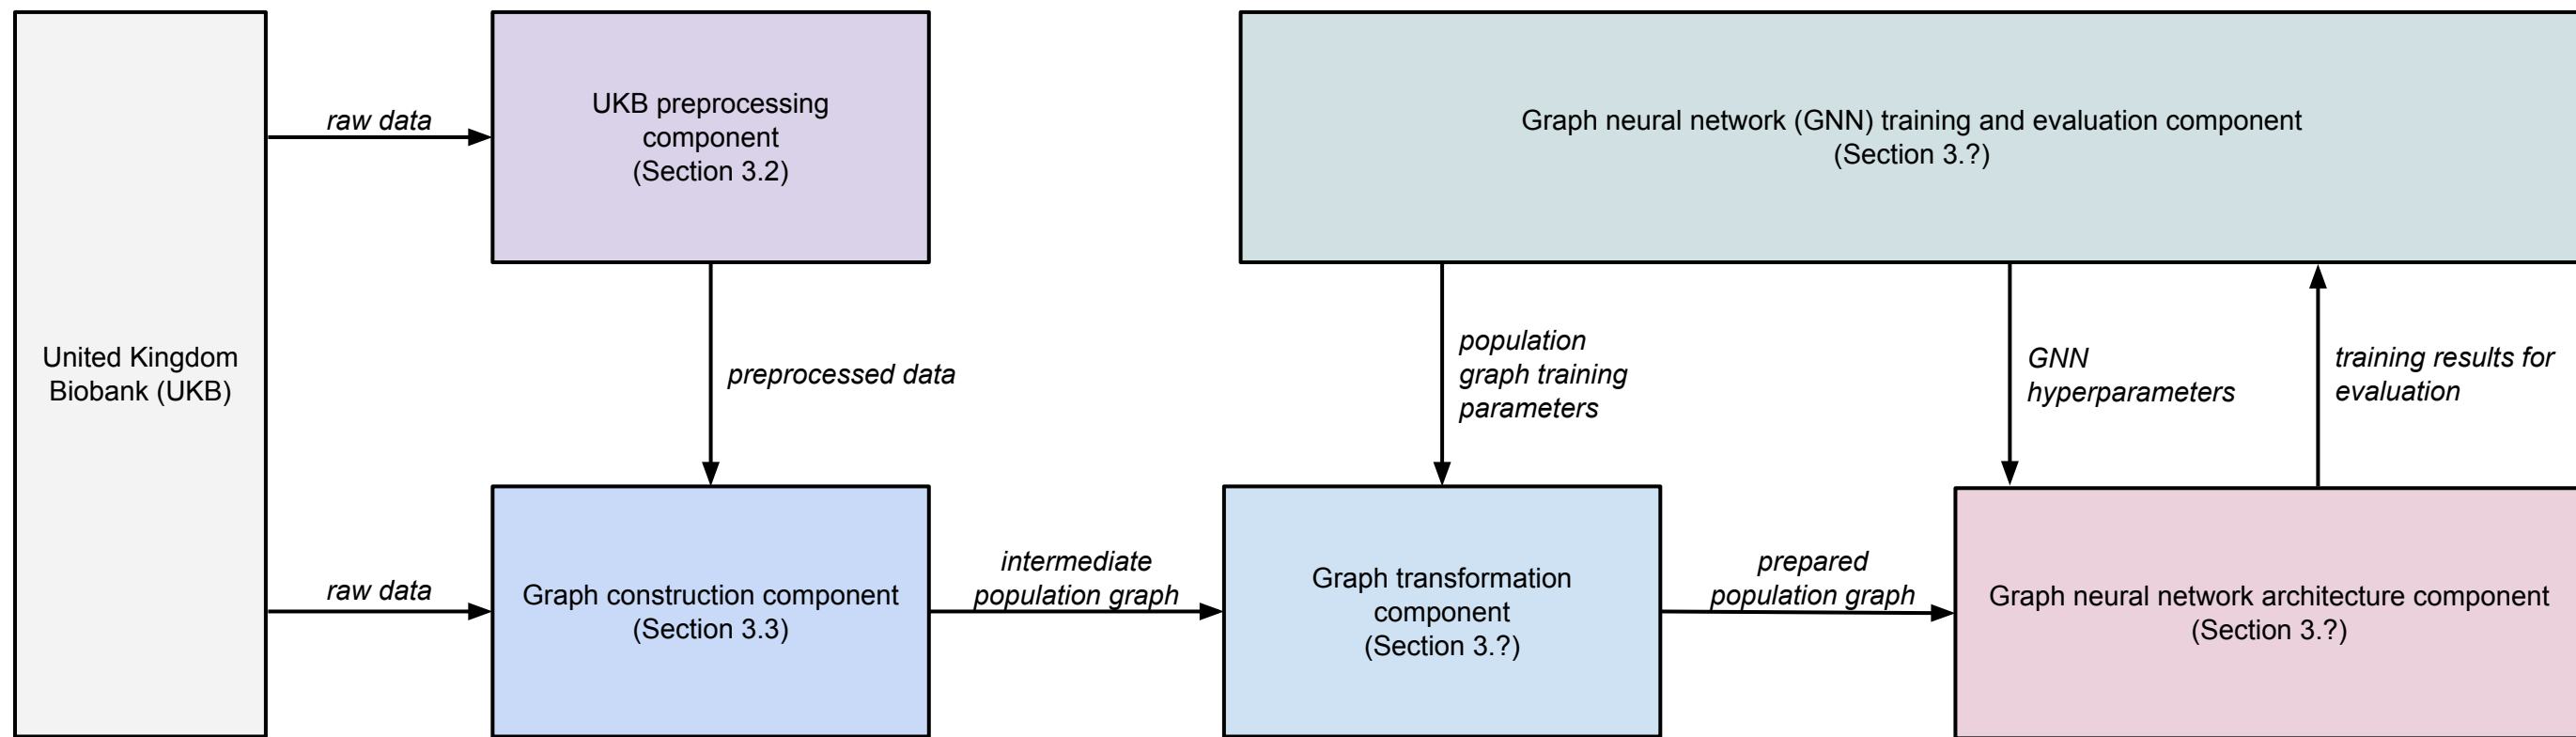 United Kingdom
Biobank (UKB)
raw data
UKB preprocessing
component
(Section 3.2)
Graph neural network (GNN) training and evaluation component
(Section 3.?)
preprocessed data
population
graph training
parameters
GNN
hyperparameters
training results for
evaluation
raw data
Graph construction component
(Section 3.3)
intermediate
population graph
Graph transformation
component
(Section 3.?)
prepared
population graph
Graph neural network architecture component
(Section 3.?)